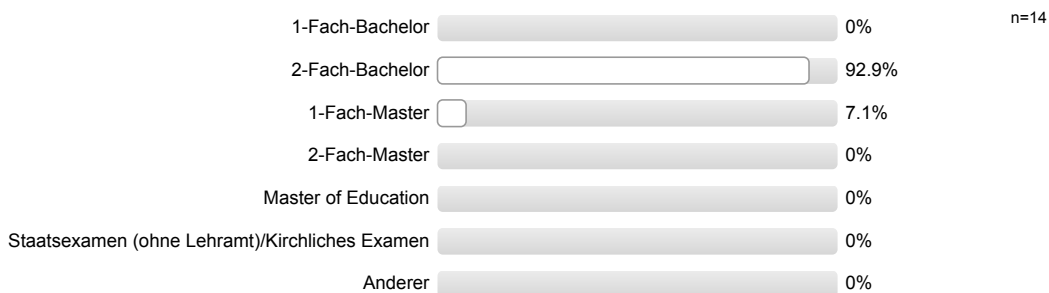 1-Fach-Bachelor 0% n=14
2-Fach-Bachelor 92.9%
1-Fach-Master 7.1%
2-Fach-Master 0%
Master of Education 0%
Staatsexamen (ohne Lehramt)/Kirchliches Examen 0%
Anderer 0%